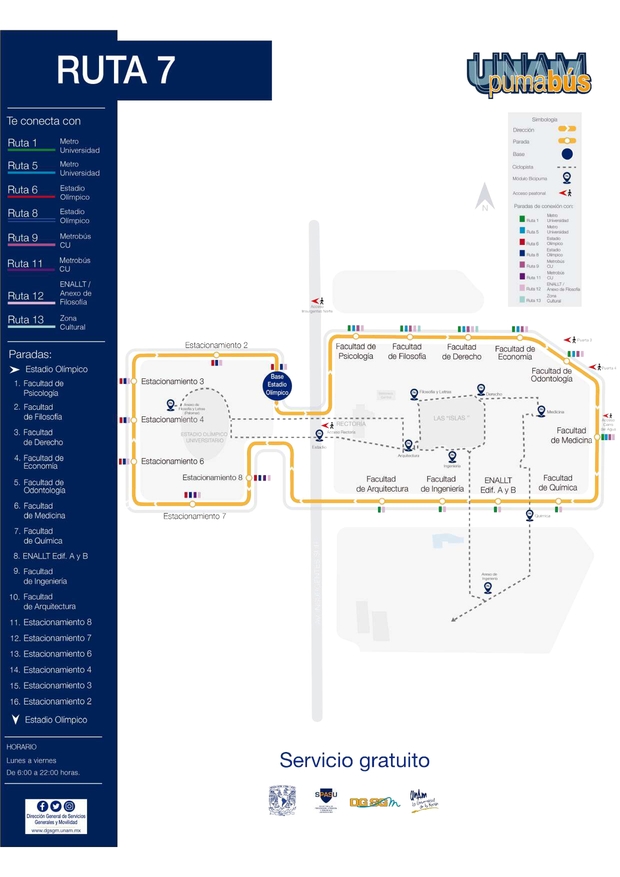 RUTA 7
UNAM
pumabús
Te conecta con
Ruta 1
Metro
Universidad
Ruta 5
Metro
Universidad
Ruta 6
Estadio
Olímpico
Ruta 8
Estadio
Olímpico
Ruta 9
Metrobús
CU
Ruta 11
Metrobús
CU
Ruta 12
ENALLT /
Anexo de
Filosofía
Ruta 13
Zona
Cultural
Paradas:
Estadio Olímpico
1. Facultad de
Psicología
2. Facultad
de Filosofía
3. Facultad
de Derecho
4. Facultad de
Economía
5. Facultad de
Odontología
6. Facultad
de Medicina
7. Facultad
de Química
8. ENALLT Edif. A y B
9. Facultad
de Ingeniería
10. Facultad
de Arquitectura
11. Estacionamiento 8
12. Estacionamiento 7
13. Estacionamiento 6
14. Estacionamiento 4
15. Estacionamiento 3
16. Estacionamiento 2
Estadio Olímpico
HORARIO
Lunes a viernes
De 6:00 a 22:00 horas.
Dirección General de Servicios
Generales y Movilidad
www.dgsgm.unam.mx
Simbología
Dirección
Parada
Base
Ciclopista
Módulo Bicipuma
Acceso peatonal
Paradas de conexión con:
Ruta 1
Metro
Universidad
Ruta 5
Metro
Universidad
Ruta 6
Estadio
Olímpico
Ruta 8
Estadio
Olímpico
Ruta 9
Metrobús
CU
Ruta 11
Metrobús
CU
Ruta 12
ENALLT /
Anexo de Filosofía
Ruta 13
Zona
Cultural
N
Estacionamiento 2
Estacionamiento 3
Estacionamiento 4
Estacionamiento 6
Estacionamiento 7
Estacionamiento 8
Base
Estadio
Olímpico
ESTADIO OLÍMPICO
UNIVERSITARIO
Facultad de
Psicología
Facultad
de Filosofía
Facultad
de Derecho
Facultad de
Economía
Facultad de
Odontología
Facultad
de Medicina
Facultad
de Química
ENALLT
Edif. A y B
Facultad
de Ingeniería
Facultad
de Arquitectura
RECTORÍA
Acceso Rectoría
Estadio
LAS "ISLAS"
Filosofía y Letras
Derecho
Medicina
Arquitectura
Ingeniería
Química
Anexo de
Ingeniería
Servicio gratuito
SPASU
DGSGM